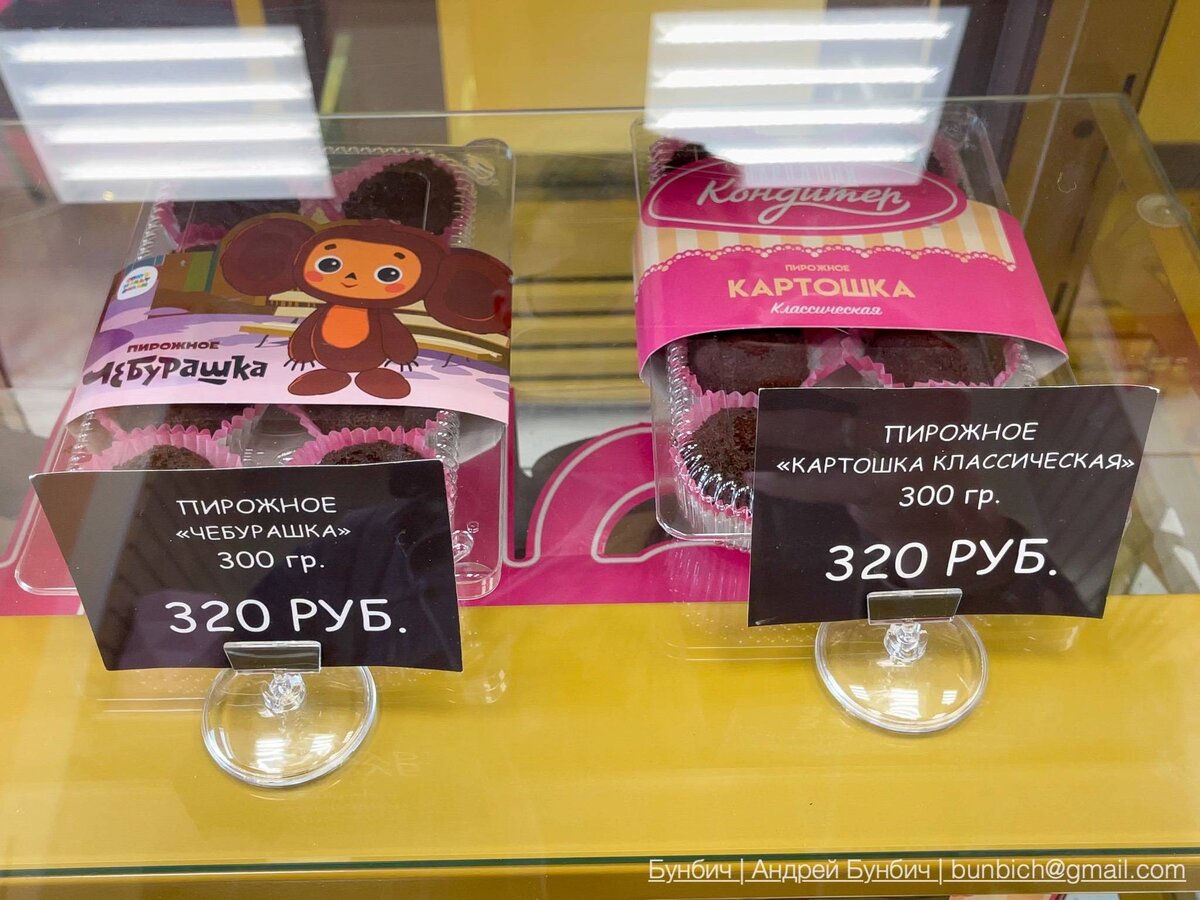 Кондитер
ПИРОЖНОЕ
КАРТОШКА
Классическая
ПИРОЖНОЕ
ЧЕБУРАШКА
ПИРОЖНОЕ
«ЧЕБУРАШКА»
300 гр.
320 РУБ.
ПИРОЖНОЕ
«КАРТОШКА КЛАССИЧЕСКАЯ»
300 гр.
320 РУБ.
Бунбич | Андрей Бунбич | bunbich@gmail.com